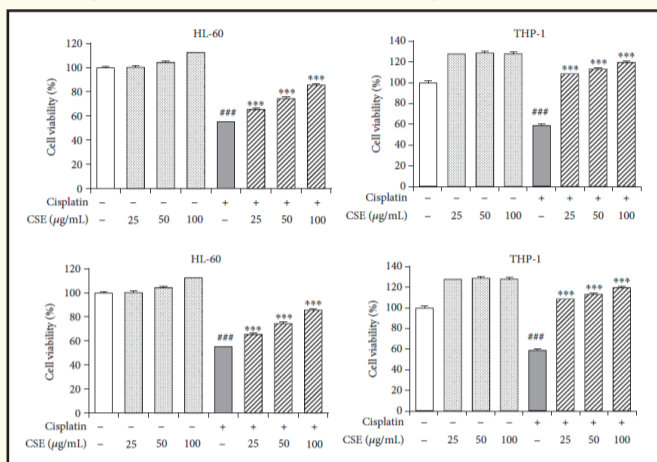 HL-60
Cell viability (%)
120
100
80
60
40
20
0
###
***
***
***
Cisplatin – – – – + + + +
CSE (μg/mL) – 25 50 100 – 25 50 100
THP-1
Cell viability (%)
140
120
100
80
60
40
20
0
###
***
***
***
Cisplatin – – – – + + + +
CSE (μg/mL) – 25 50 100 – 25 50 100
HL-60
Cell viability (%)
120
100
80
60
40
20
0
###
***
***
***
Cisplatin – – – – + + + +
CSE (μg/mL) – 25 50 100 – 25 50 100
THP-1
Cell viability (%)
140
120
100
80
60
40
20
0
###
***
***
***
Cisplatin – – – – + + + +
CSE (μg/mL) – 25 50 100 – 25 50 100